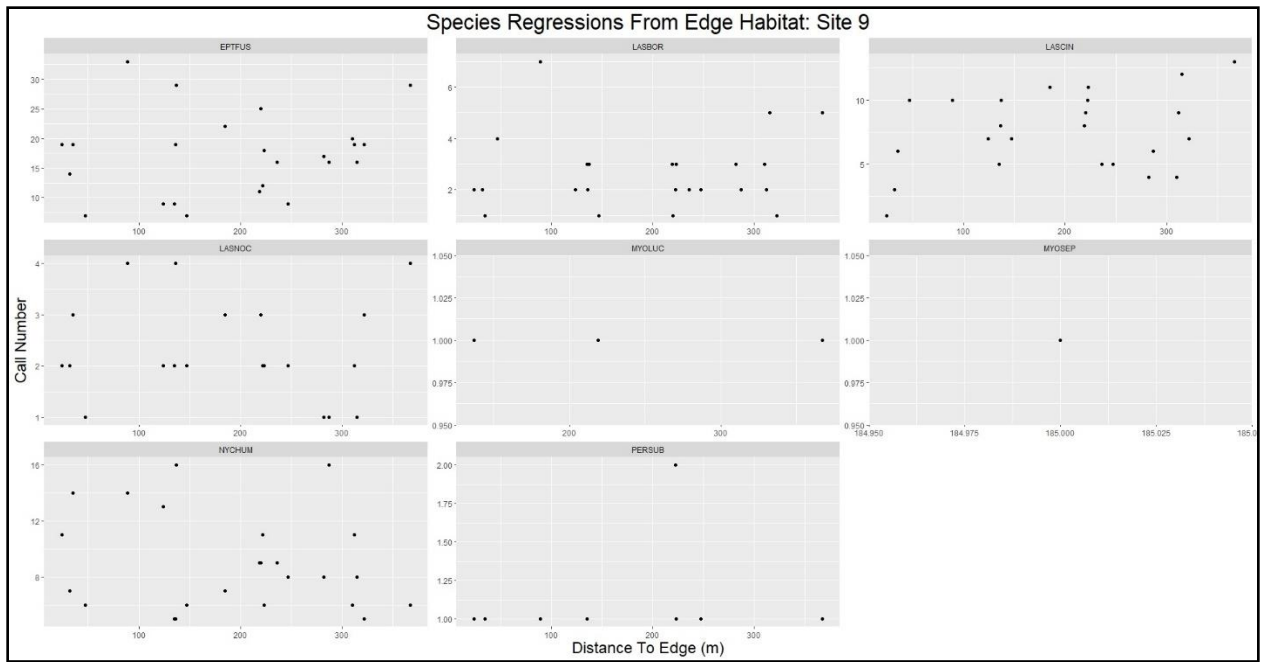 Species Regressions From Edge Habitat: Site 9
EPTFUS
LASBOR
LASCIN
30
25
20
15
10
100 200 300
6
4
2
100 200 300
10
5
100 200 300
LASNOC
MYOLUC
MYOSEP
Call Number
4
3
2
1
100 200 300
1.050
1.025
1.000
0.975
0.950
200 300
1.050
1.025
1.000
0.975
0.950
184.950 184.975 185.000 185.025 185.0
NYCHUM
PERSUB
16
12
8
100 200 300
2.00
1.75
1.50
1.25
1.00
100 200 300
Distance To Edge (m)